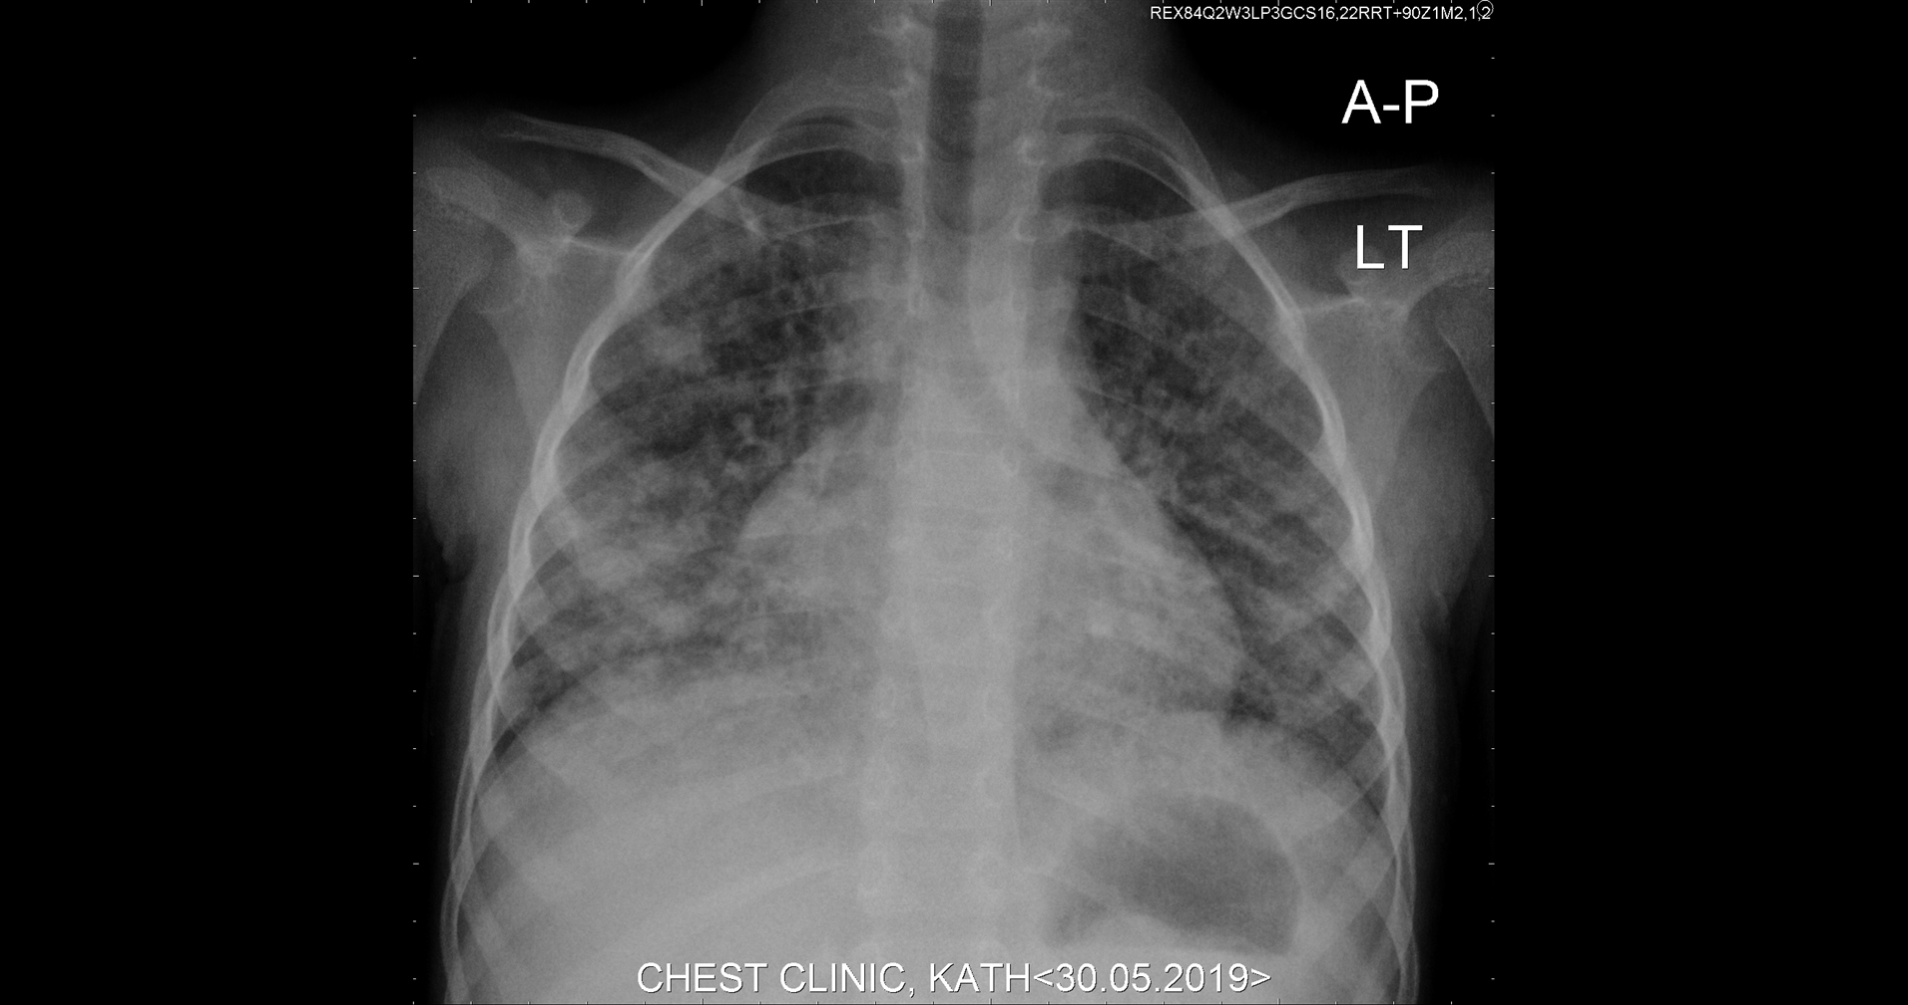 REX84Q2W3LP3GCS16,22RRT+90Z1M2,1,2
A-P
LT
CHEST CLINIC, KATH<30.05.2019>